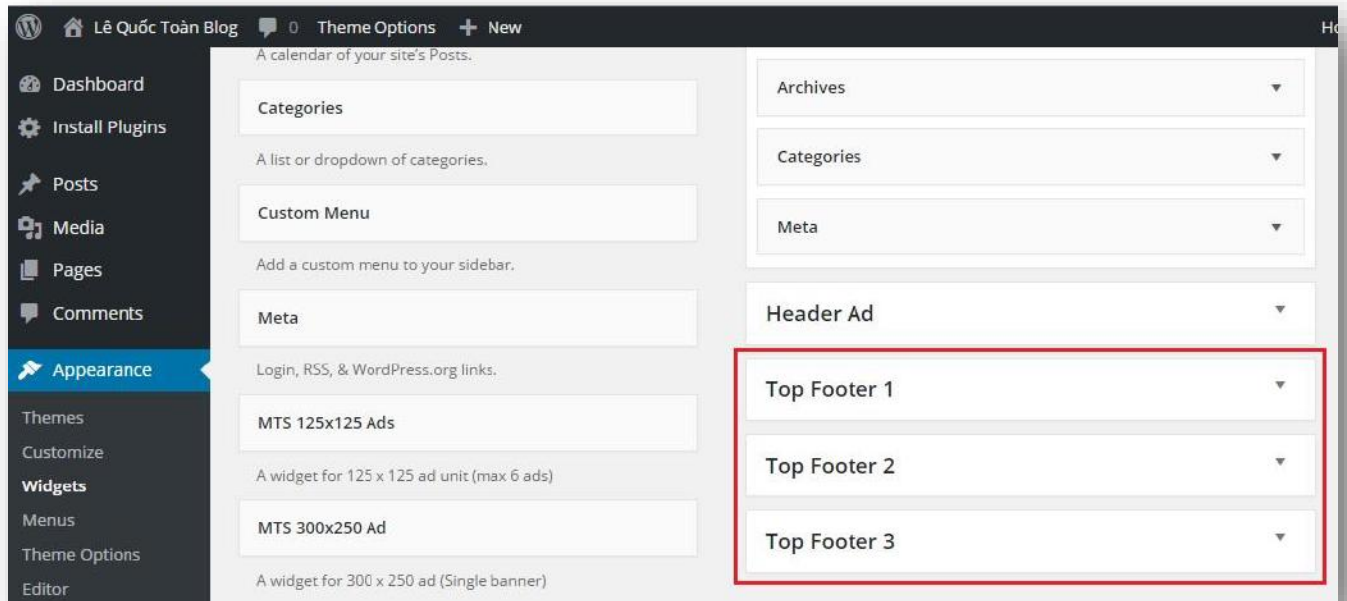 Lê Quốc Toàn Blog 0 Theme Options + New
Dashboard
Install Plugins
Posts
Media
Pages
Comments
Appearance
Themes
Customize
Widgets
Menus
Theme Options
Editor
A calendar of your site's Posts.
Categories
A list or dropdown of categories.
Custom Menu
Add a custom menu to your sidebar.
Meta
Login, RSS, & WordPress.org links.
MTS 125x125 Ads
A widget for 125 x 125 ad unit (max 6 ads)
MTS 300x250 Ad
A widget for 300 x 250 ad (Single banner)
Archives
Categories
Meta
Header Ad
Top Footer 1
Top Footer 2
Top Footer 3